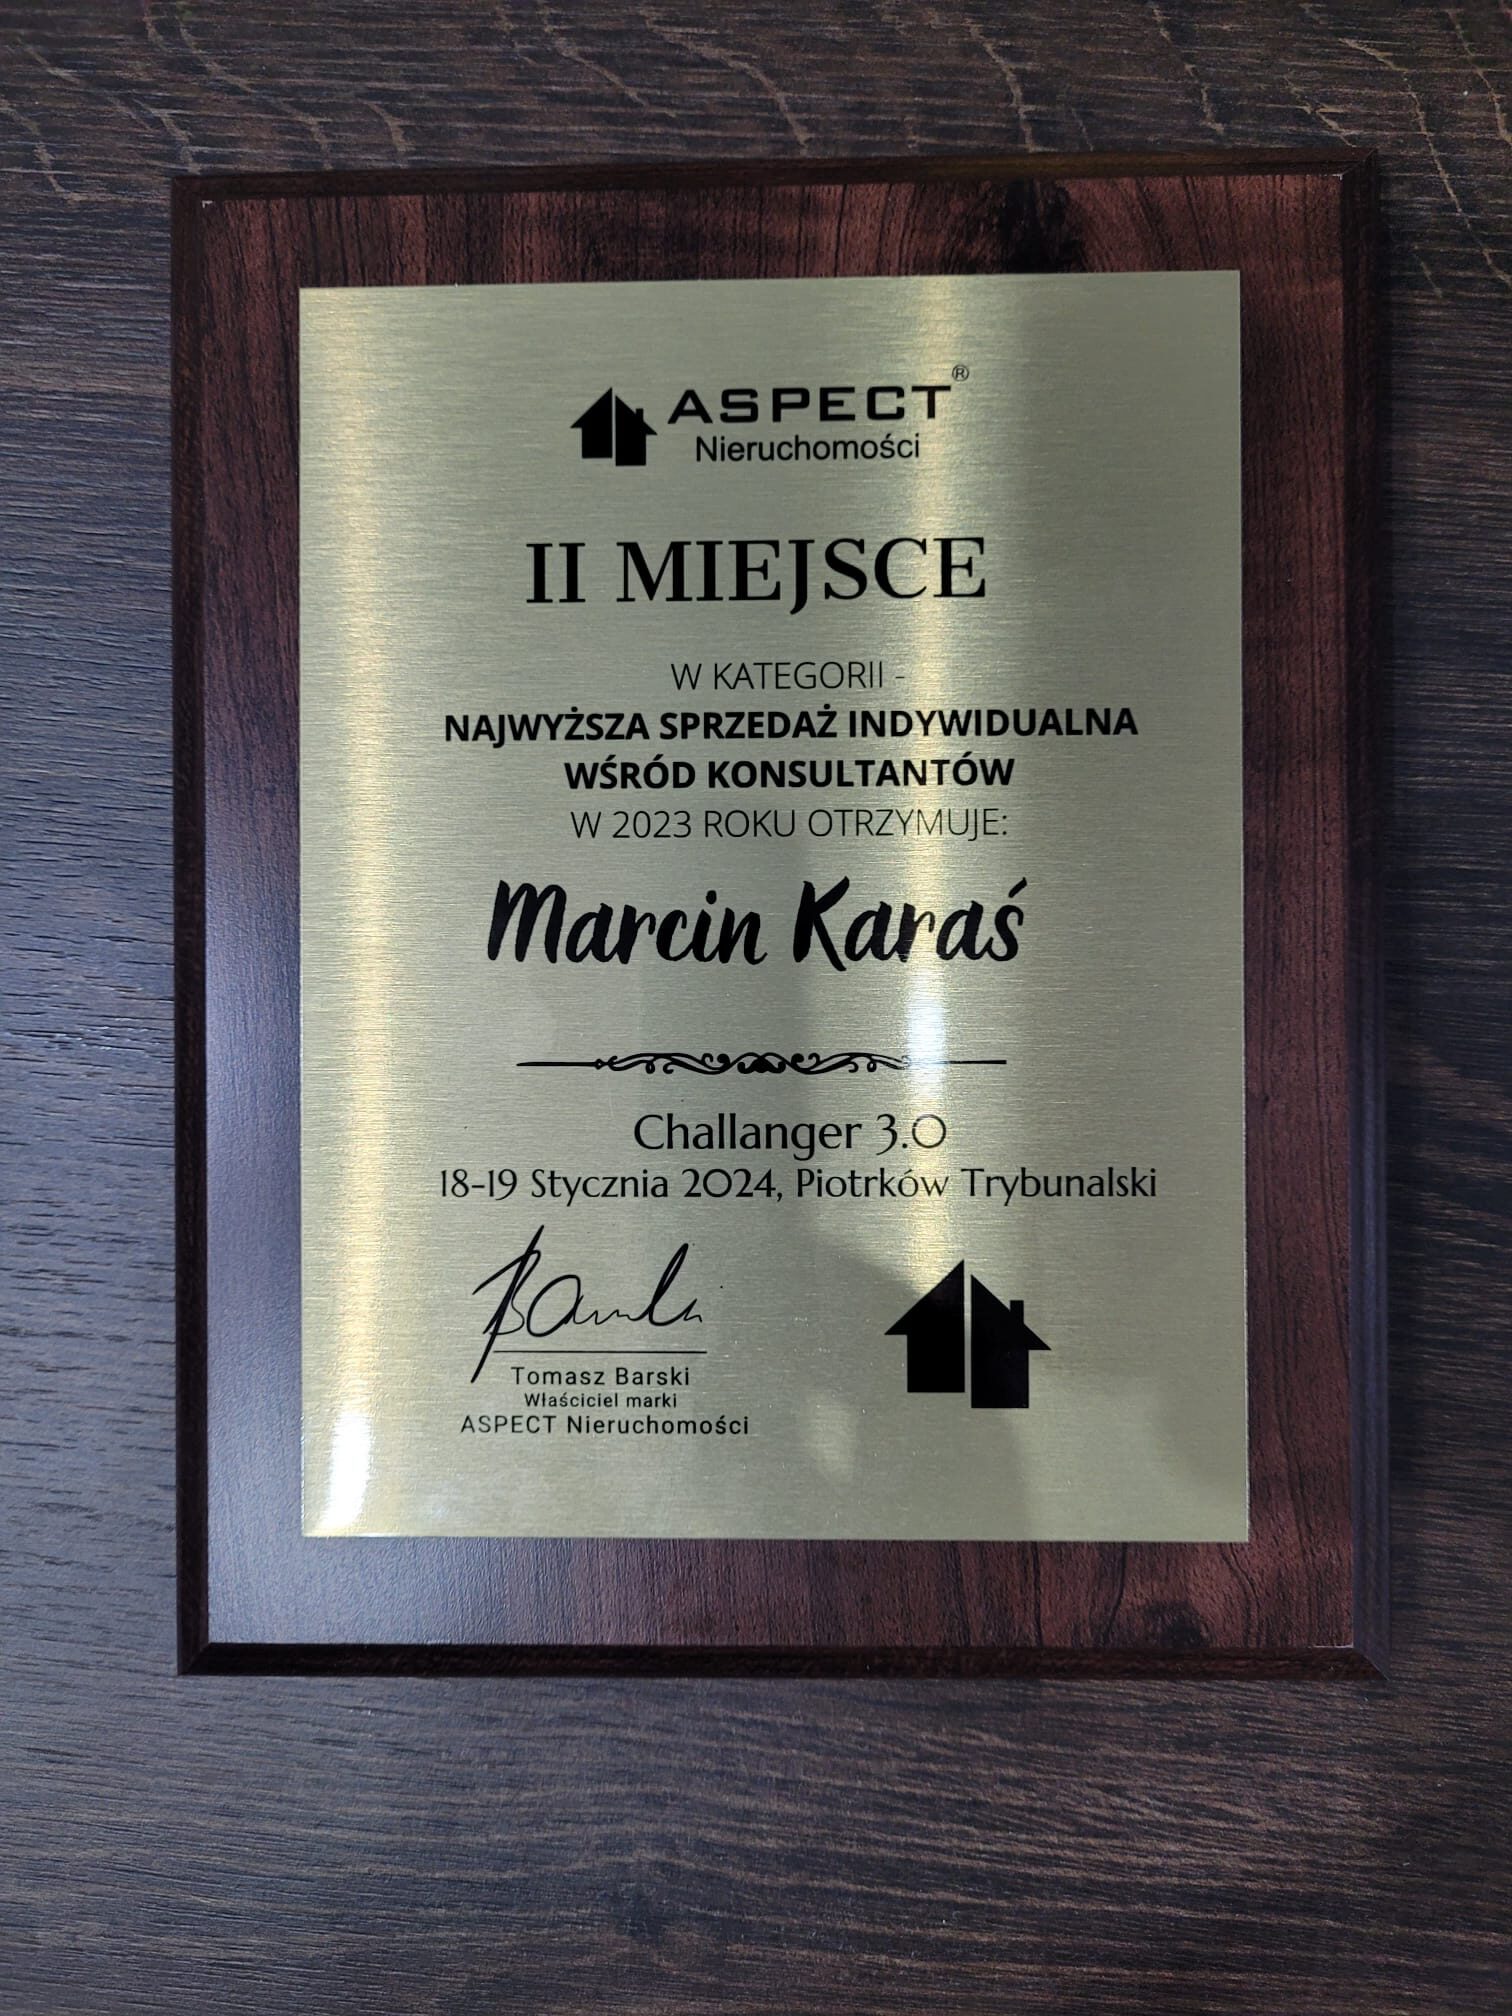 ASPECT®
Nieruchomości
II MIEJSCE
W KATEGORII -
NAJWYŻSZA SPRZEDAŻ INDYWIDUALNA
WŚRÓD KONSULTANTÓW
W 2023 ROKU OTRZYMUJE:
Marcin Karaś
Challanger 3.0
18-19 Stycznia 2024, Piotrków Trybunalski
Tomasz Barski
Właściciel marki
ASPECT Nieruchomości